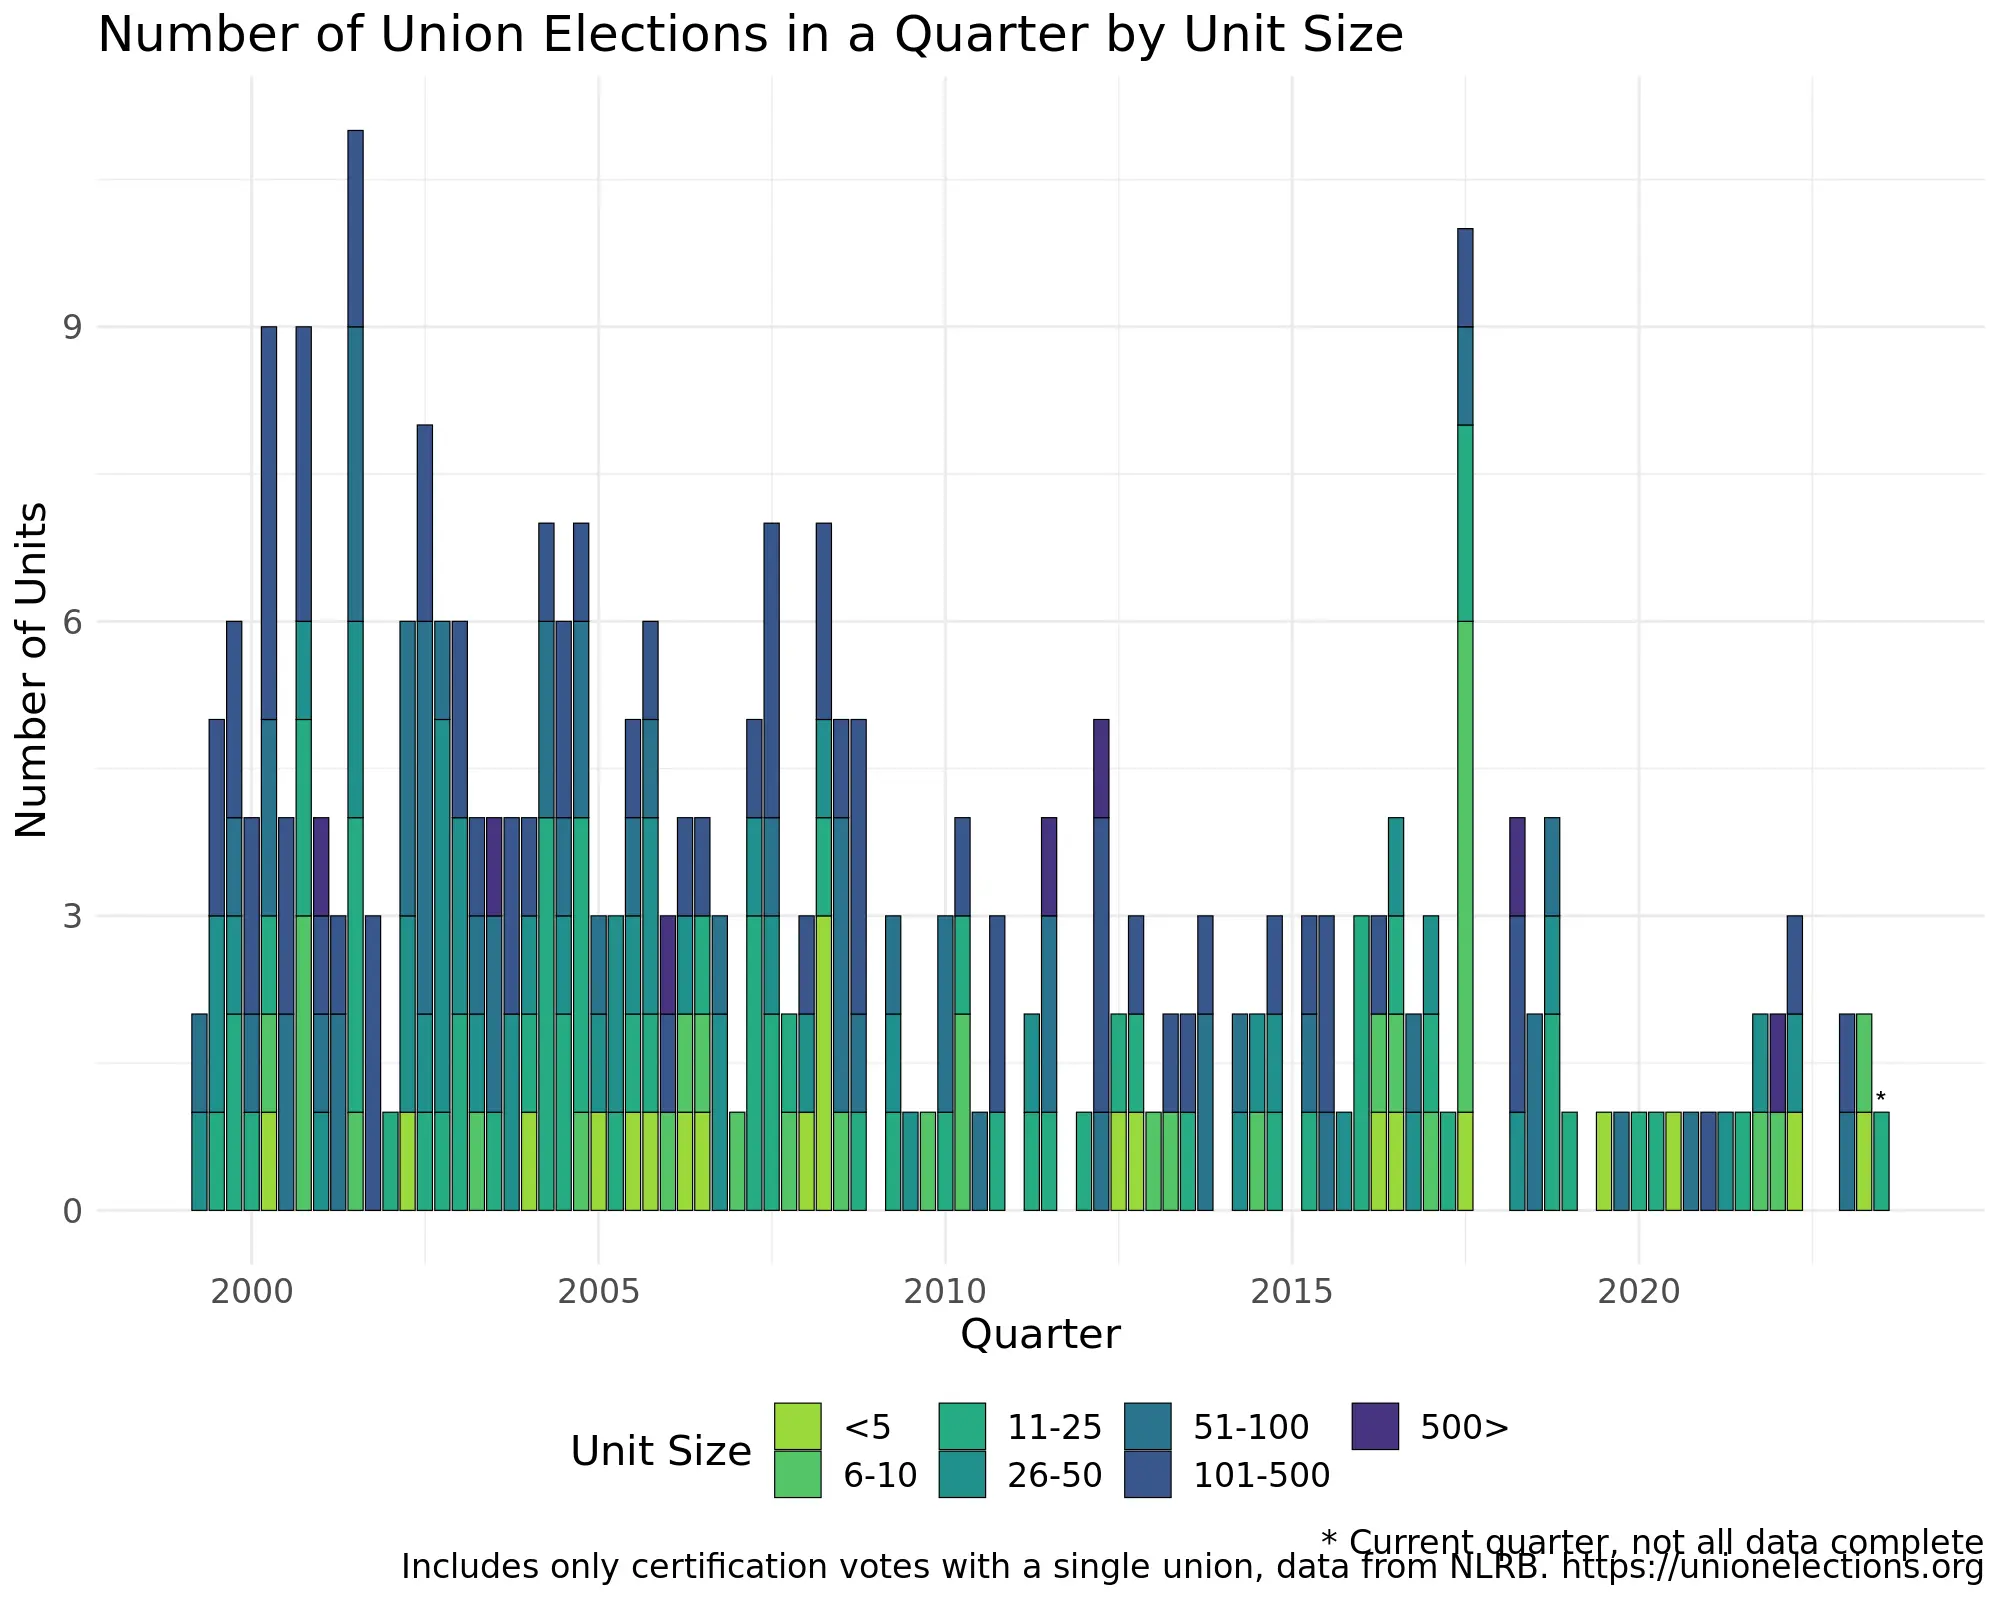 Number of Union Elections in a Quarter by Unit Size
Number of Units
9
6
3
0
*
2000 2005 2010 2015 2020
Quarter
Unit Size
<5 11-25 51-100 500>
6-10 26-50 101-500
* Current quarter, not all data complete
Includes only certification votes with a single union, data from NLRB. https://unionelections.org